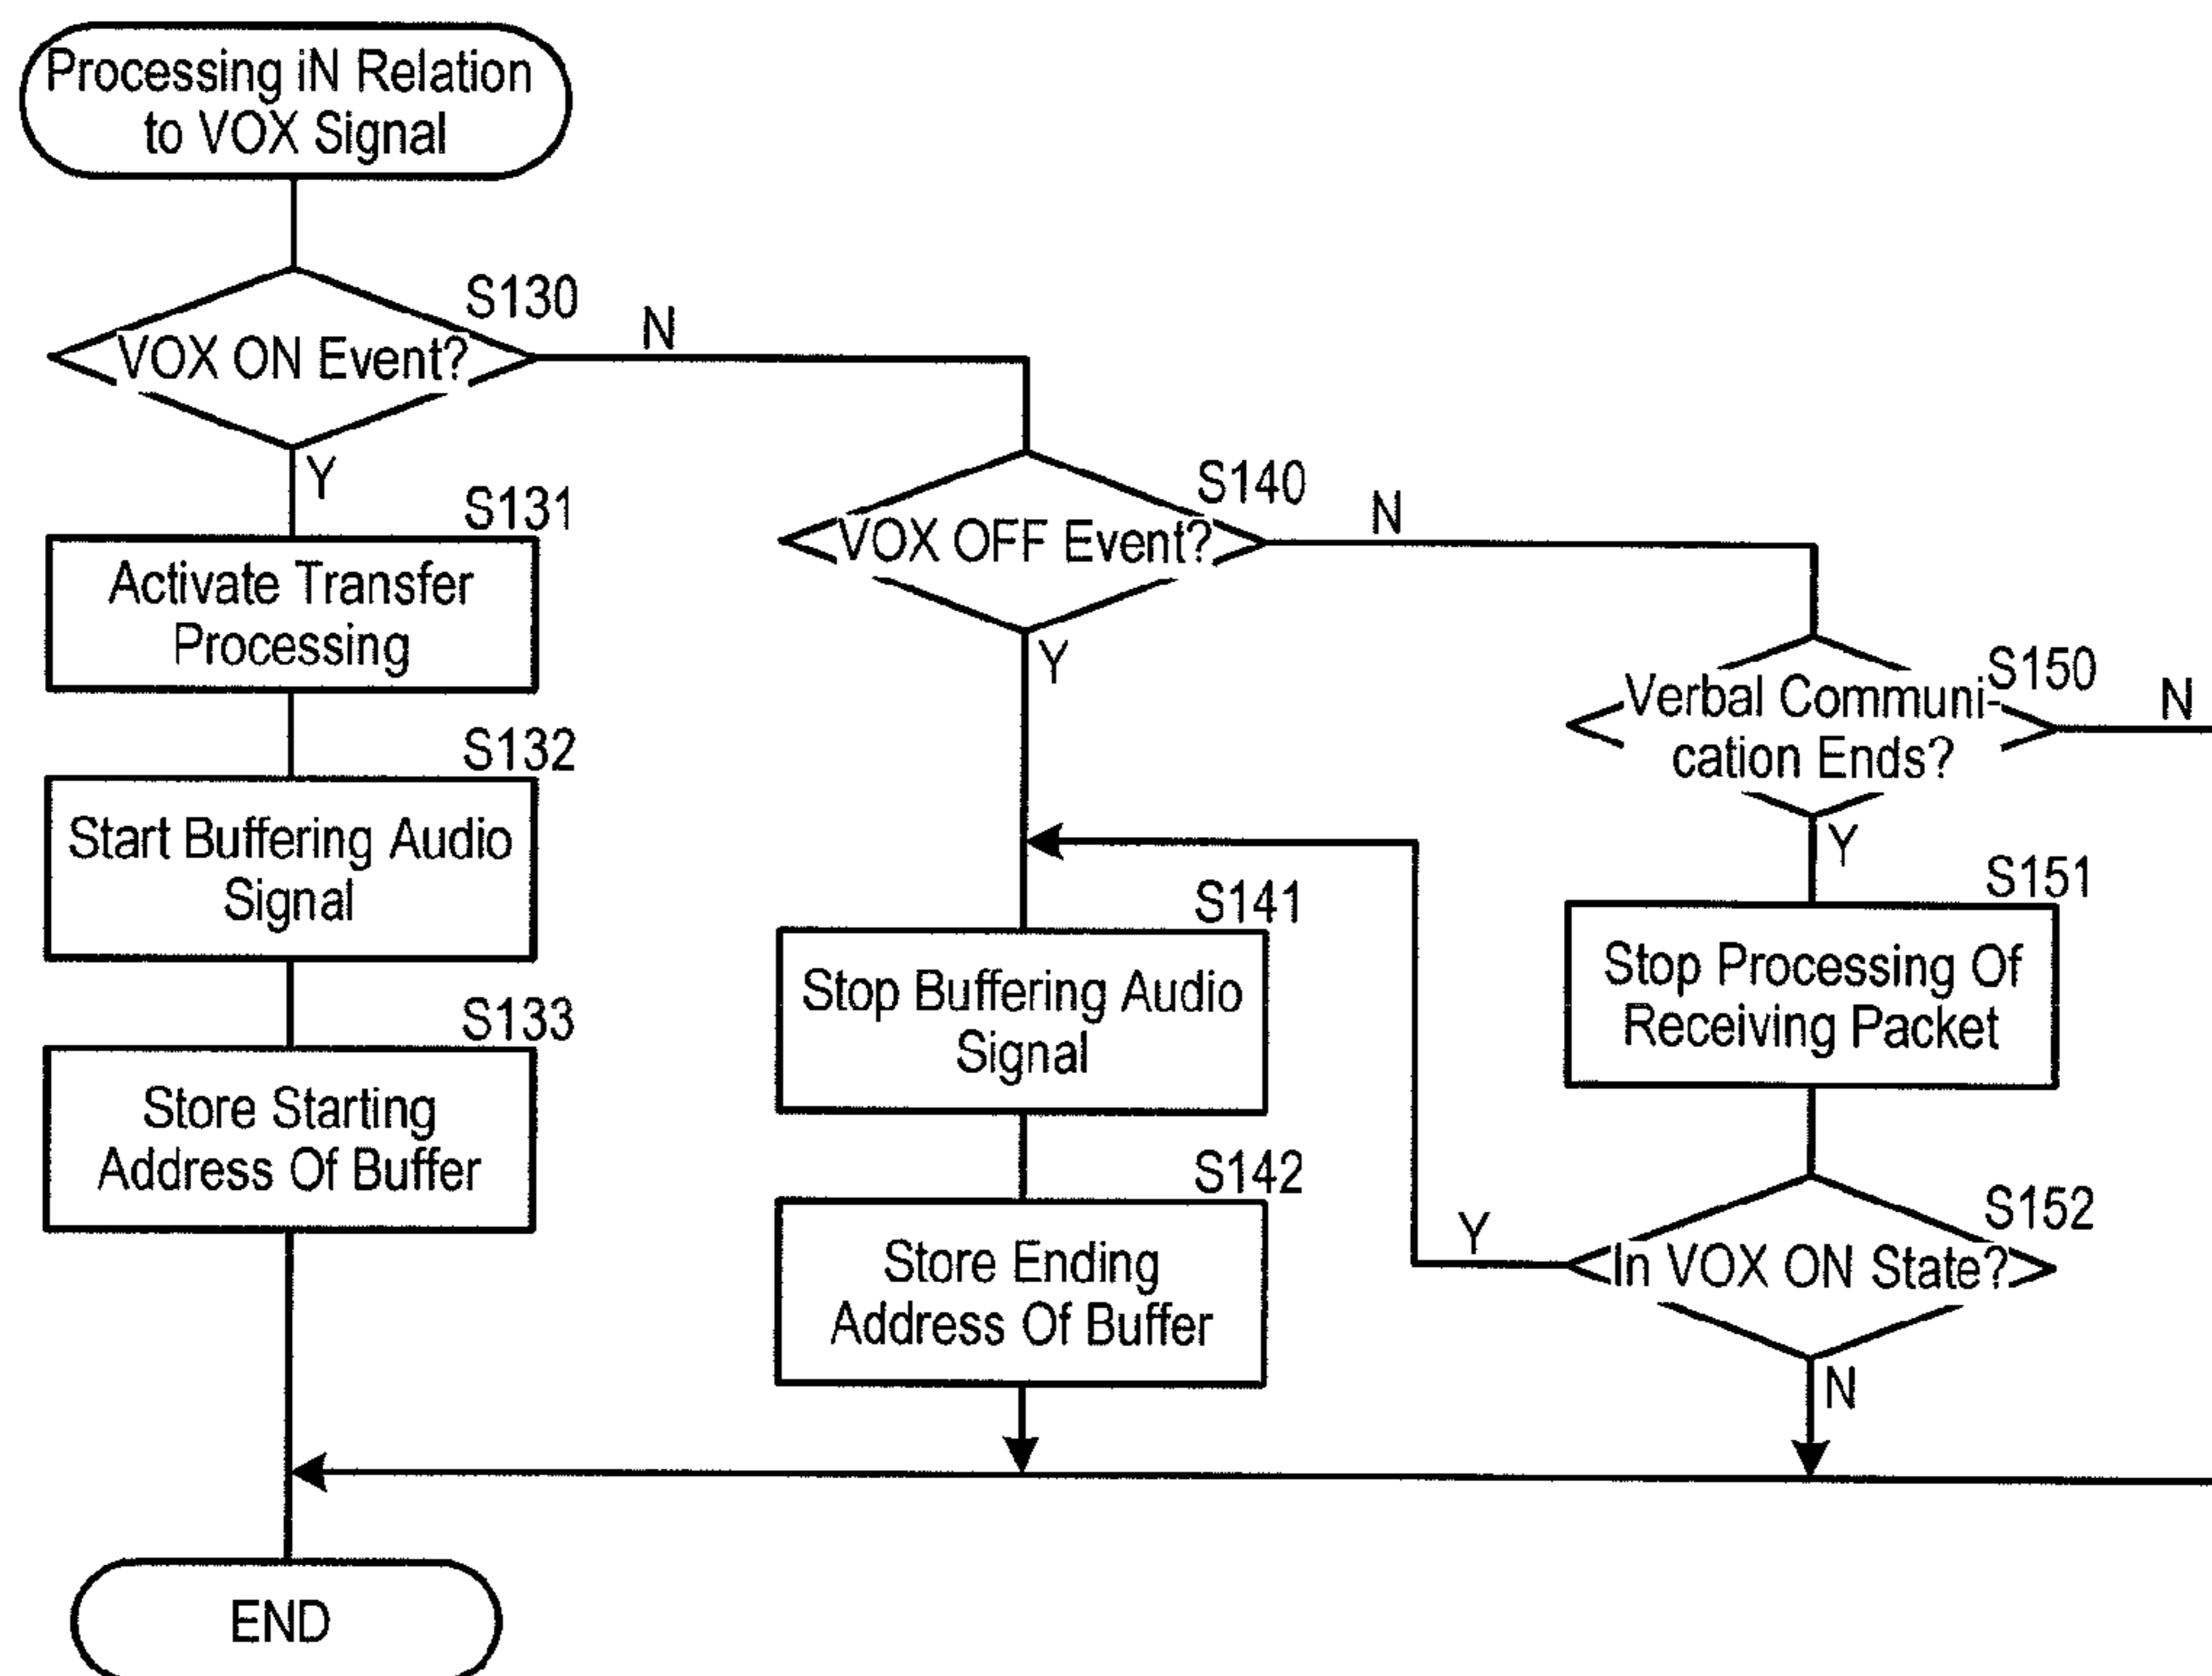 Processing iN Relation
to VOX Signal
S130
VOX ON Event?
N
Y
S131
Activate Transfer
Processing
S132
Start Buffering Audio
Signal
S133
Store Starting
Address Of Buffer
END
S140
VOX OFF Event?
N
Y
S141
Stop Buffering Audio
Signal
S142
Store Ending
Address Of Buffer
S150
Verbal Communi-
cation Ends?
N
Y
S151
Stop Processing Of
Receiving Packet
S152
In VOX ON State?
Y
N